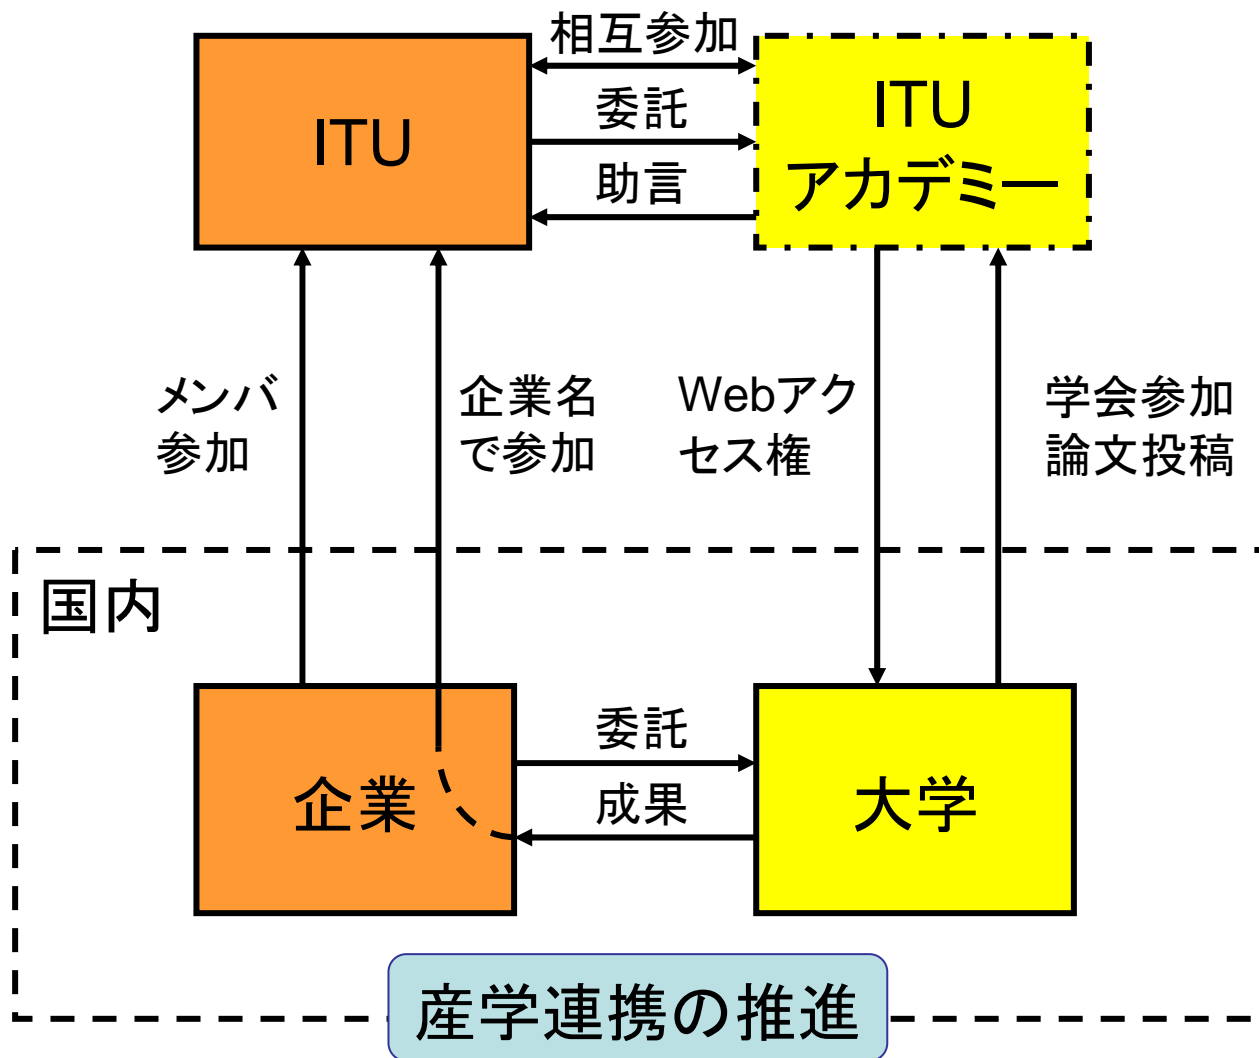 相互参加
ITU
委託
助言
ITU
アカデミー
メンバ
参加
企業名
で参加
Webアク
セス権
学会参加
論文投稿
国内
企業
委託
成果
大学
産学連携の推進